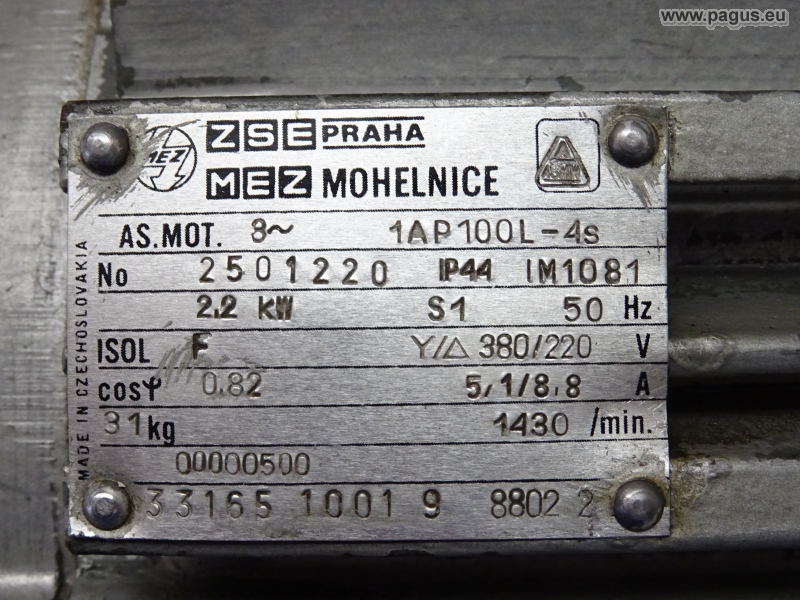 www.pagus.eu
MEZ ZSE PRAHA
MEZ MOHELNICE
AS.MOT. 3~ 1AP100L-4s
No 2501220 IP44 IM1081
2.2 kW S1 50 Hz
ISOL F Y/△ 380/220 V
cosφ 0.82 5,1/8,8 A
31 kg 1430 /min.
00000500
33165 1001 9 8802 2
MADE IN CZECHOSLOVAKIA